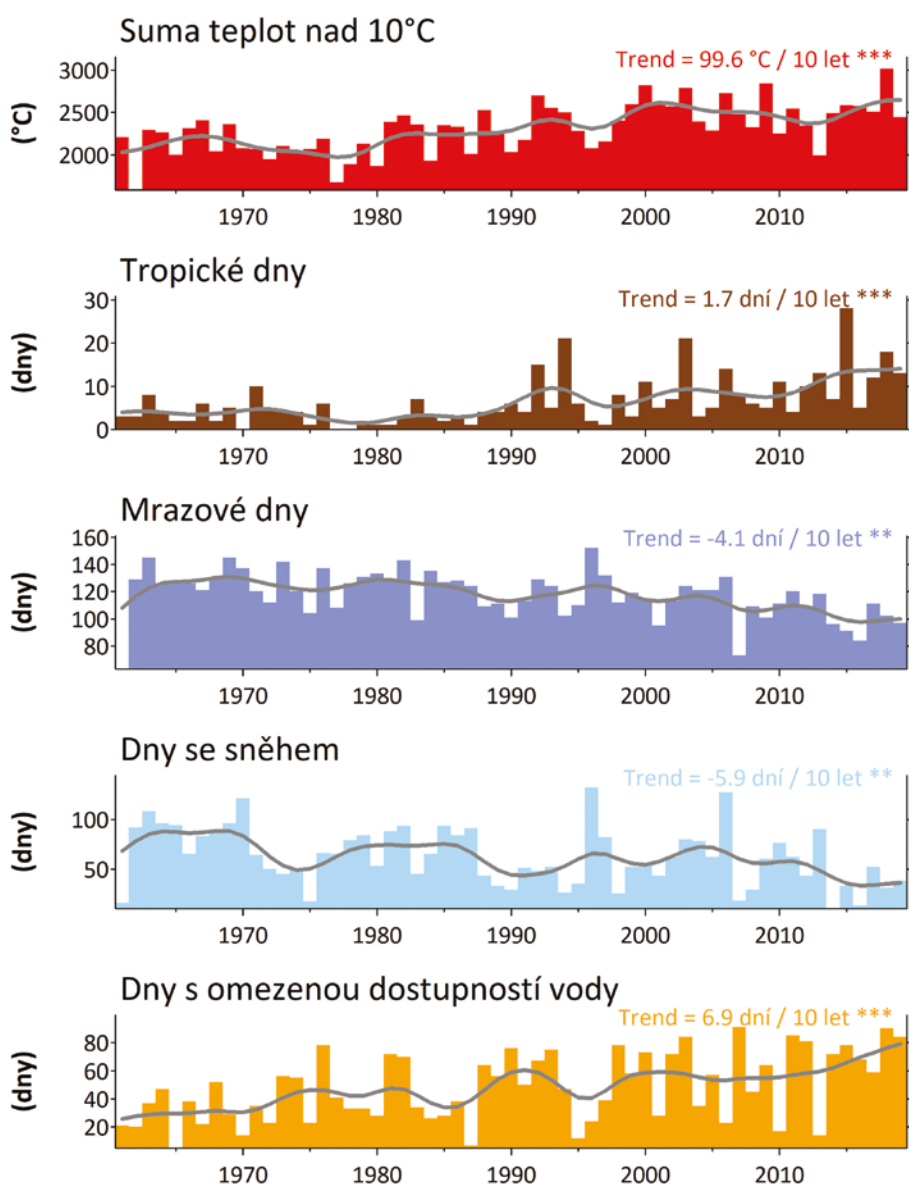 Suma teplot nad 10°C
Trend = 99.6 °C / 10 let ***
(°C)
3000
2500
2000
1970 1980 1990 2000 2010
Tropické dny
Trend = 1.7 dní / 10 let ***
(dny)
30
20
10
0
1970 1980 1990 2000 2010
Mrazové dny
Trend = -4.1 dní / 10 let **
(dny)
160
140
120
100
80
1970 1980 1990 2000 2010
Dny se sněhem
Trend = -5.9 dní / 10 let **
(dny)
100
50
1970 1980 1990 2000 2010
Dny s omezenou dostupností vody
Trend = 6.9 dní / 10 let ***
(dny)
80
60
40
20
1970 1980 1990 2000 2010